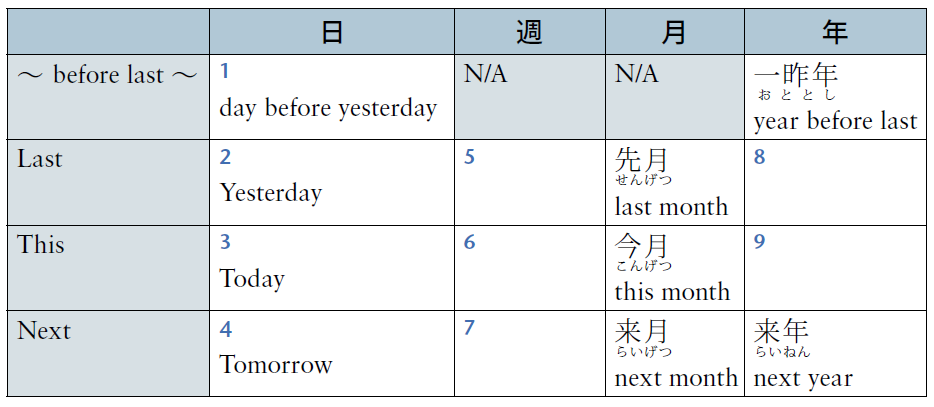 日 週 月 年
～ before last ～
1
day before yesterday
N/A
N/A
一昨年
おととし
year before last
Last
2
Yesterday
5
先月
せんげつ
last month
8
This
3
Today
6
今月
こんげつ
this month
9
Next
4
Tomorrow
7
来月
らいげつ
next month
来年
らいねん
next year